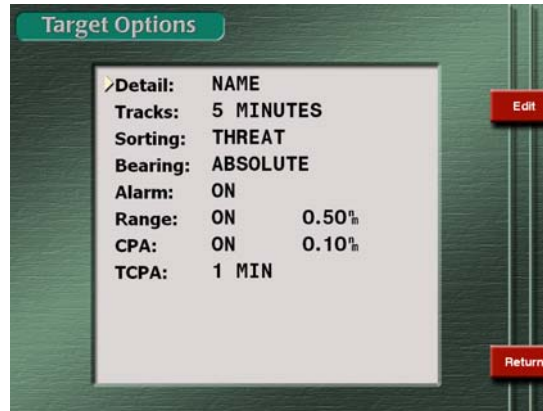 Target Options
Detail: NAME
Tracks: 5 MINUTES
Sorting: THREAT
Bearing: ABSOLUTE
Alarm: ON
Range: ON 0.50nm
CPA: ON 0.10nm
TCPA: 1 MIN
Edit
Return